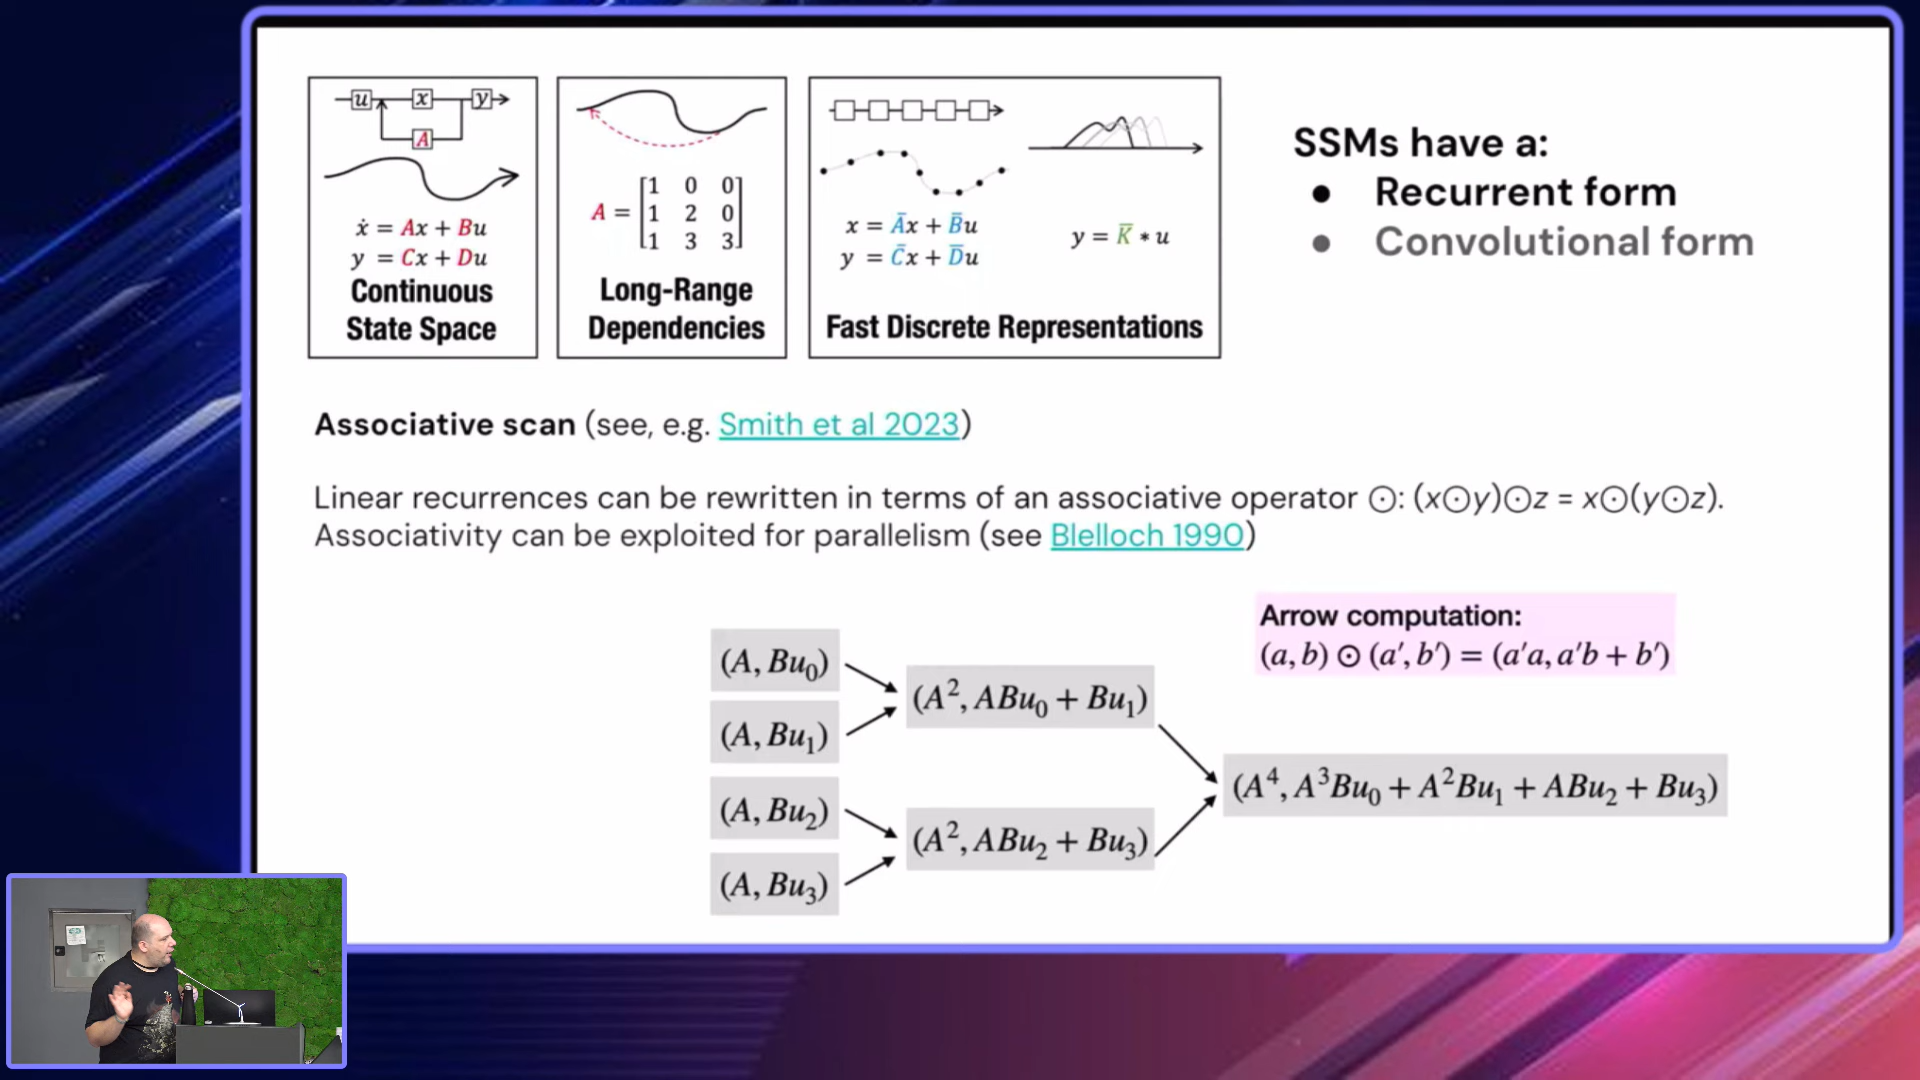 u x y
A
ẋ = Ax + Bu
y = Cx + Du
Continuous
State Space
A = [1 0 0
1 2 0
1 3 3]
Long-Range
Dependencies
x = A̅x + B̅u
y = C̅x + D̅u
y = K̅ * u
Fast Discrete Representations
SSMs have a:
● Recurrent form
● Convolutional form
Associative scan (see, e.g. Smith et al 2023)
Linear recurrences can be rewritten in terms of an associative operator ⊙: (x⊙y)⊙z = x⊙(y⊙z).
Associativity can be exploited for parallelism (see Blelloch 1990)
Arrow computation:
(a, b) ⊙ (a′, b′) = (a′a, a′b + b′)
(A, Bu₀)
(A, Bu₁)
(A, Bu₂)
(A, Bu₃)
(A², ABu₀ + Bu₁)
(A², ABu₂ + Bu₃)
(A⁴, A³Bu₀ + A²Bu₁ + ABu₂ + Bu₃)